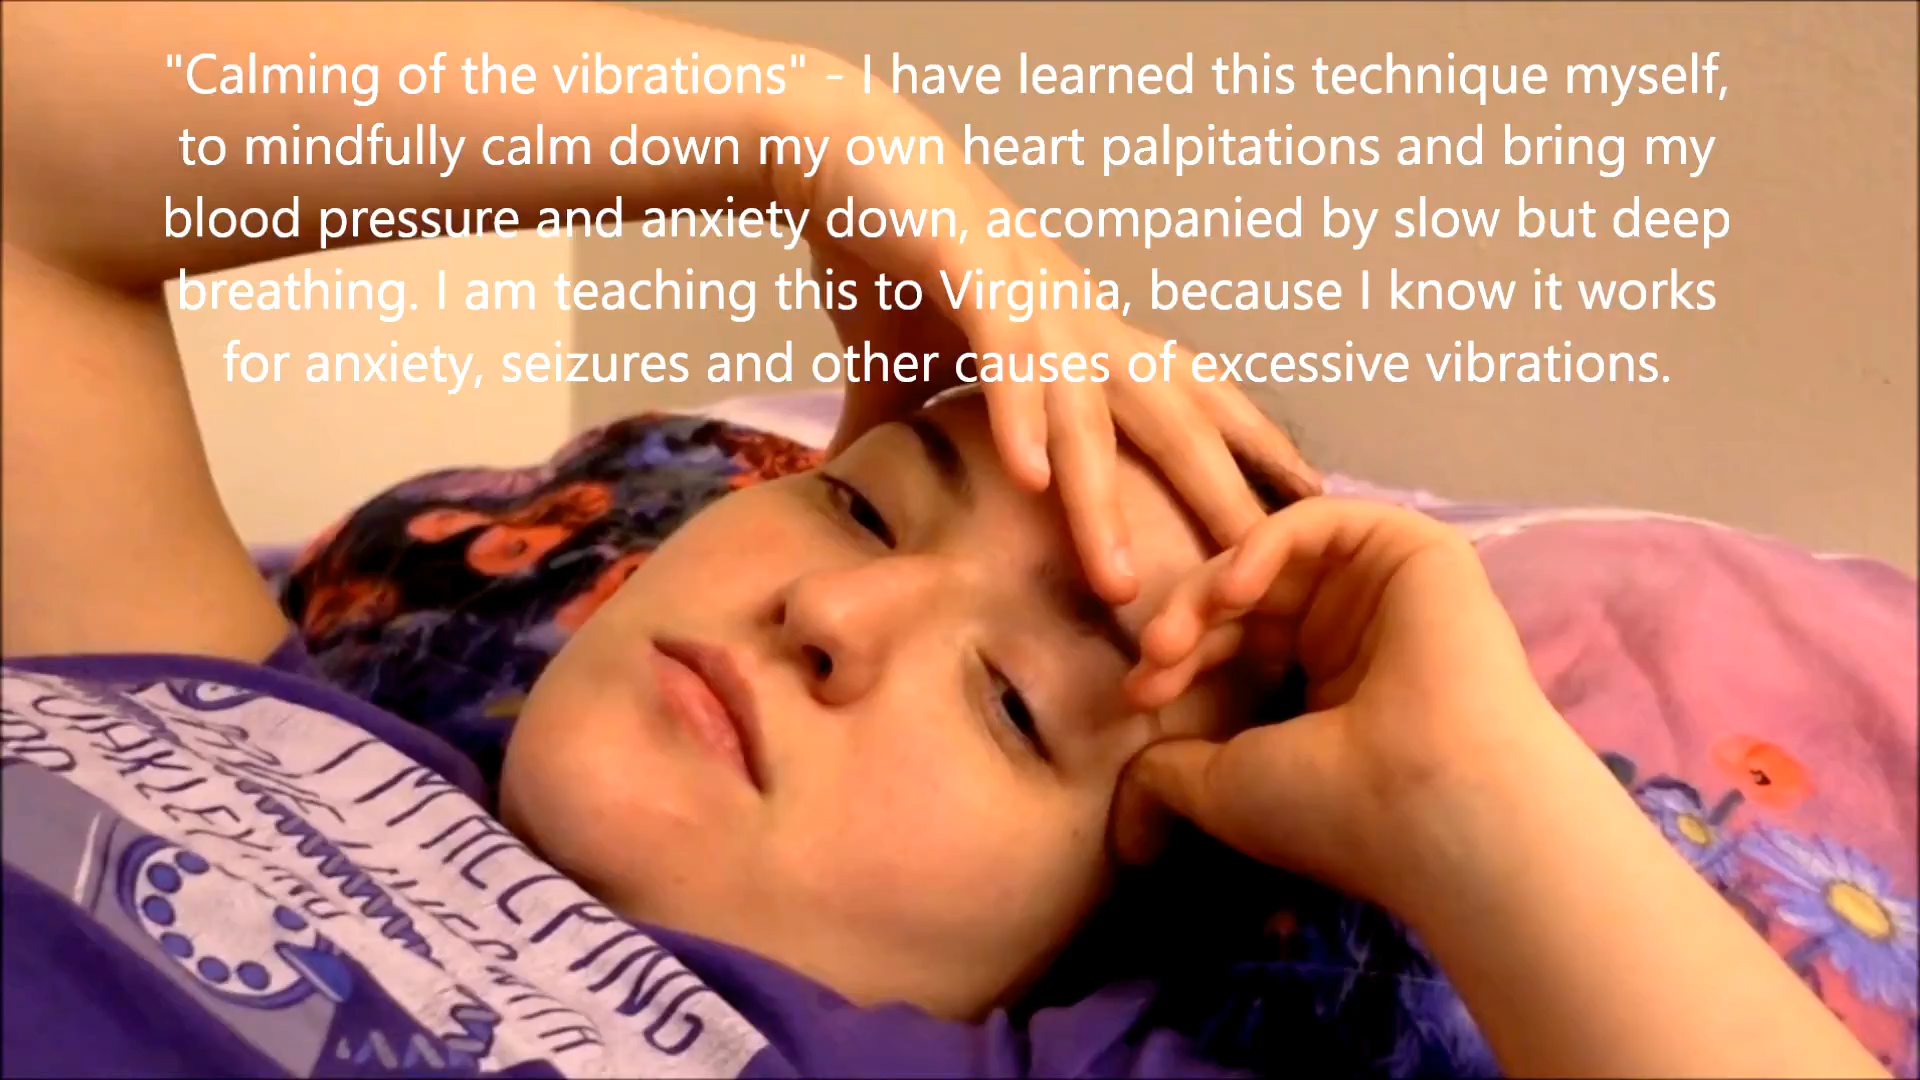 "Calming of the vibrations" - I have learned this technique myself,
to mindfully calm down my own heart palpitations and bring my
blood pressure and anxiety down, accompanied by slow but deep
breathing. I am teaching this to Virginia, because I know it works
for anxiety, seizures and other causes of excessive vibrations.